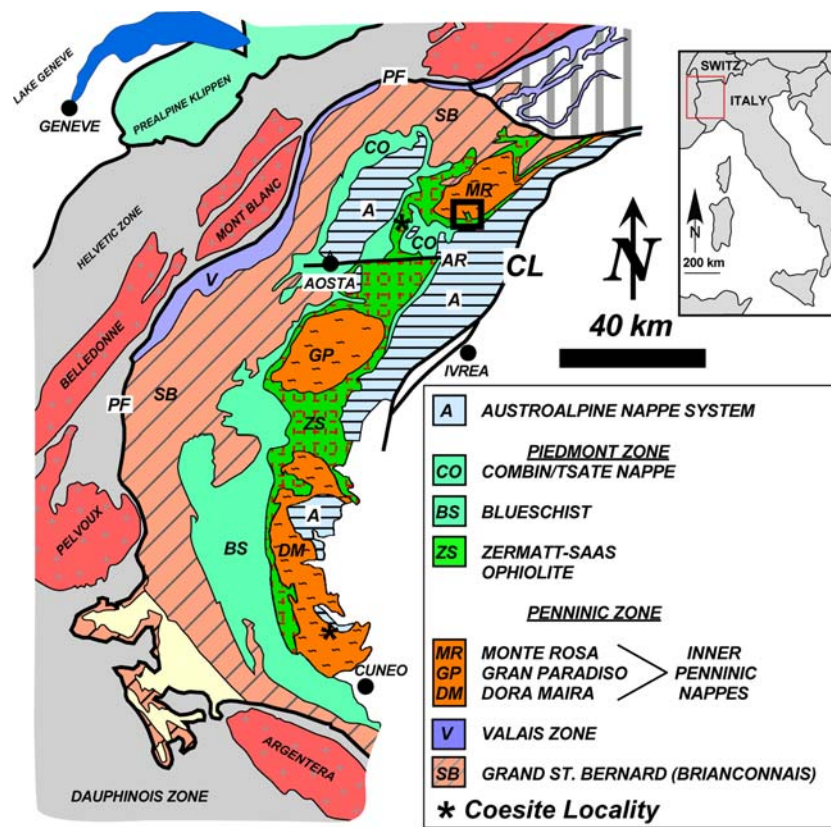 LAKE GENEVE
GENEVE
PREALPINE KLIPPEN
PF
SB
CO
A
MR
CO
MONT BLANC
HELVETIC ZONE
V
AOSTA
AR
CL
A
BELLEDONNE
GP
IVREA
PF
SB
ZS
PELVOUX
A
BS
DM
*
*
CUNEO
ARGENTERA
DAUPHINOIS ZONE
N
40 km
SWITZ
ITALY
N
200 km
A AUSTROALPINE NAPPE SYSTEM
PIEDMONT ZONE
CO COMBIN/TSATE NAPPE
BS BLUESCHIST
ZS ZERMATT-SAAS
OPHIOLITE
PENNINIC ZONE
MR MONTE ROSA
GP GRAN PARADISO
DM DORA MAIRA
INNER
PENNINIC
NAPPES
V VALAIS ZONE
SB GRAND ST. BERNARD (BRIANCONNAIS)
* Coesite Locality